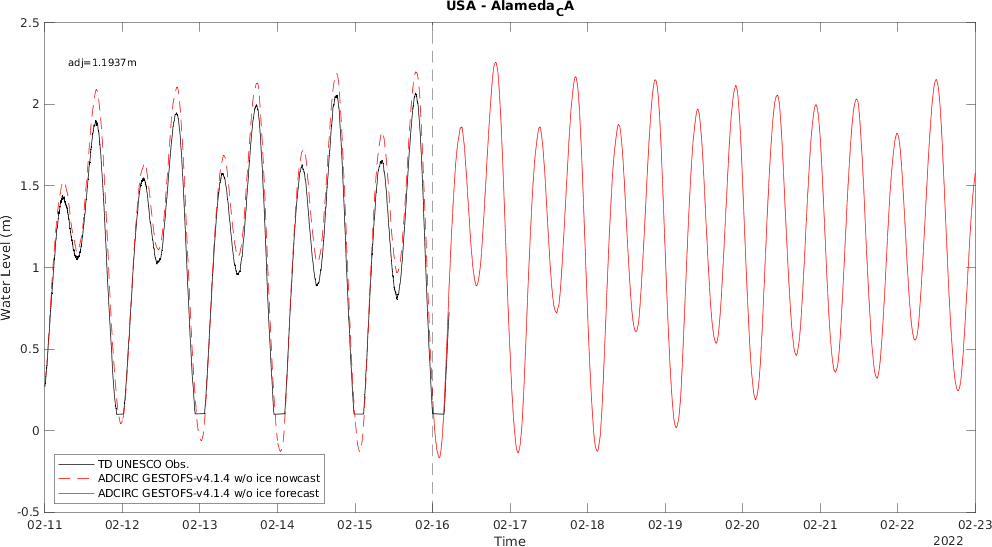 USA - Alameda_CA
adj=1.1937m
2.5
2
1.5
1
0.5
0
-0.5
Water Level (m)
TD UNESCO Obs.
ADCIRC GESTOFS-v4.1.4 w/o ice nowcast
ADCIRC GESTOFS-v4.1.4 w/o ice forecast
02-11 02-12 02-13 02-14 02-15 02-16 02-17 02-18 02-19 02-20 02-21 02-22 02-23
Time
2022